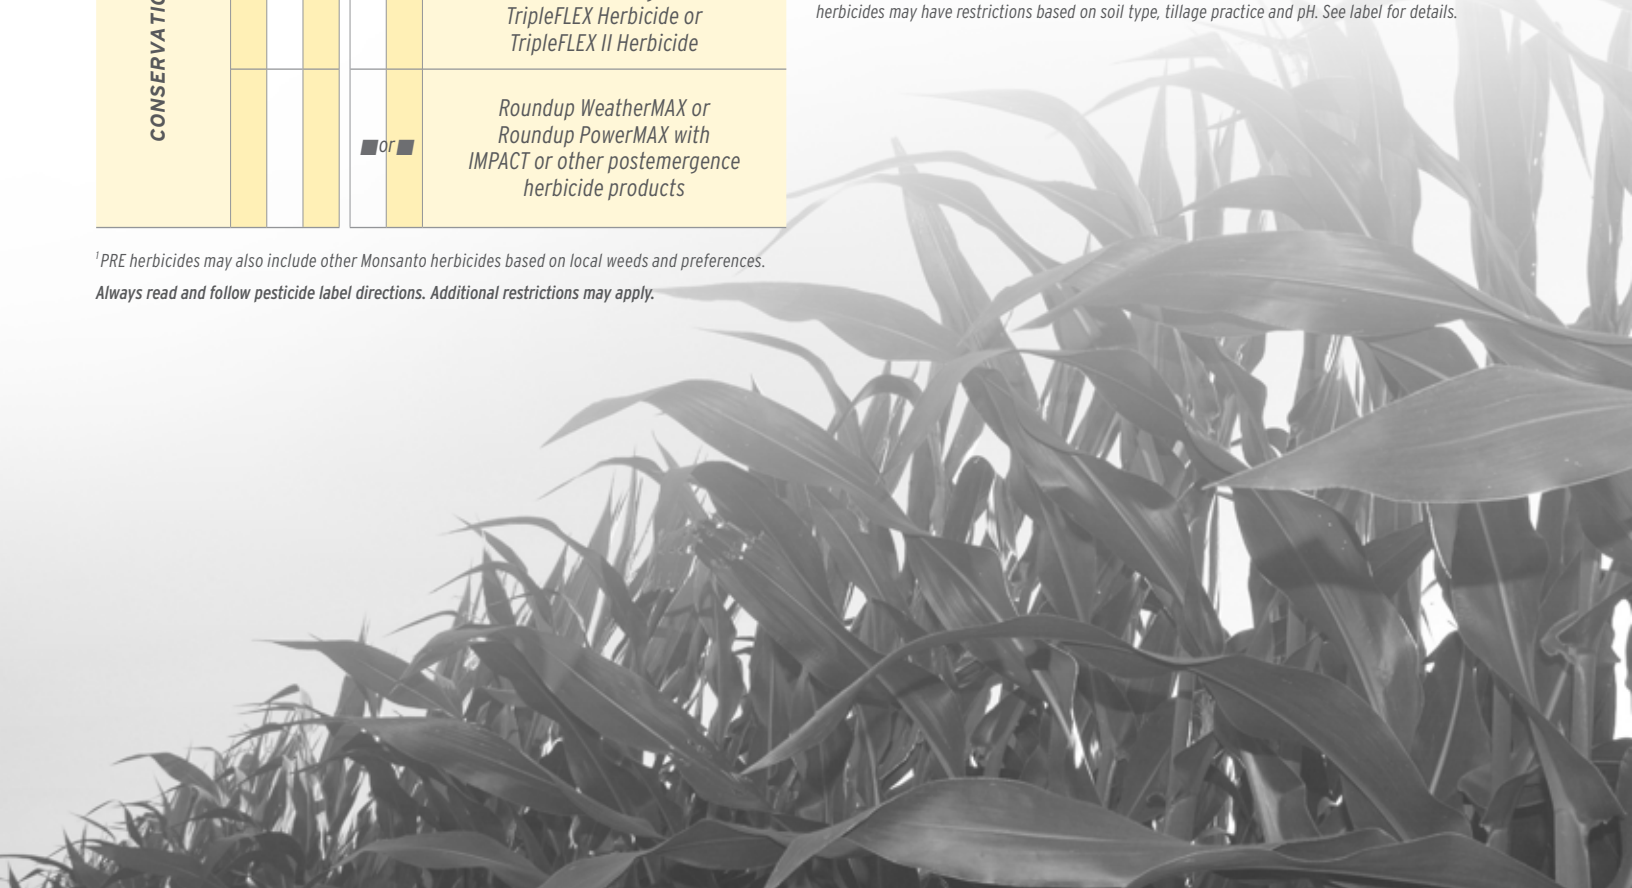 TripleFLEX Herbicide or
TripleFLEX II Herbicide
CONSERVATIO
Roundup WeatherMAX or
Roundup PowerMAX with
IMPACT or other postemergence
herbicide products
■or■
¹PRE herbicides may also include other Monsanto herbicides based on local weeds and preferences.
Always read and follow pesticide label directions. Additional restrictions may apply.
herbicides may have restrictions based on soil type, tillage practice and pH. See label for details.